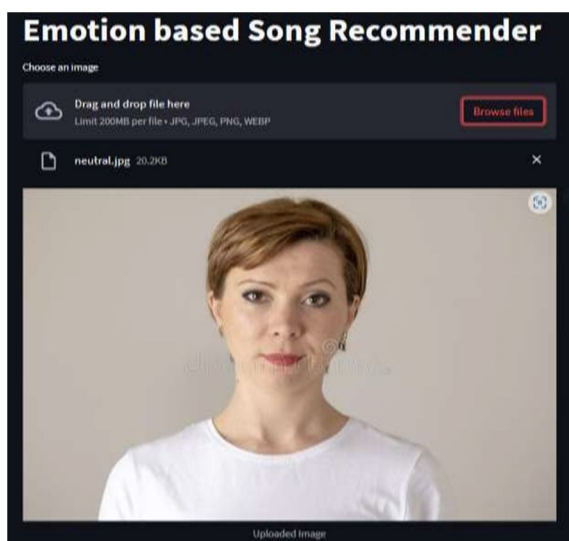 Emotion based Song Recommender
Choose an image
Drag and drop file here
Limit 200MB per file • JPG, JPEG, PNG, WEBP
Browse files
neutral.jpg 20.2KB
Uploaded Image